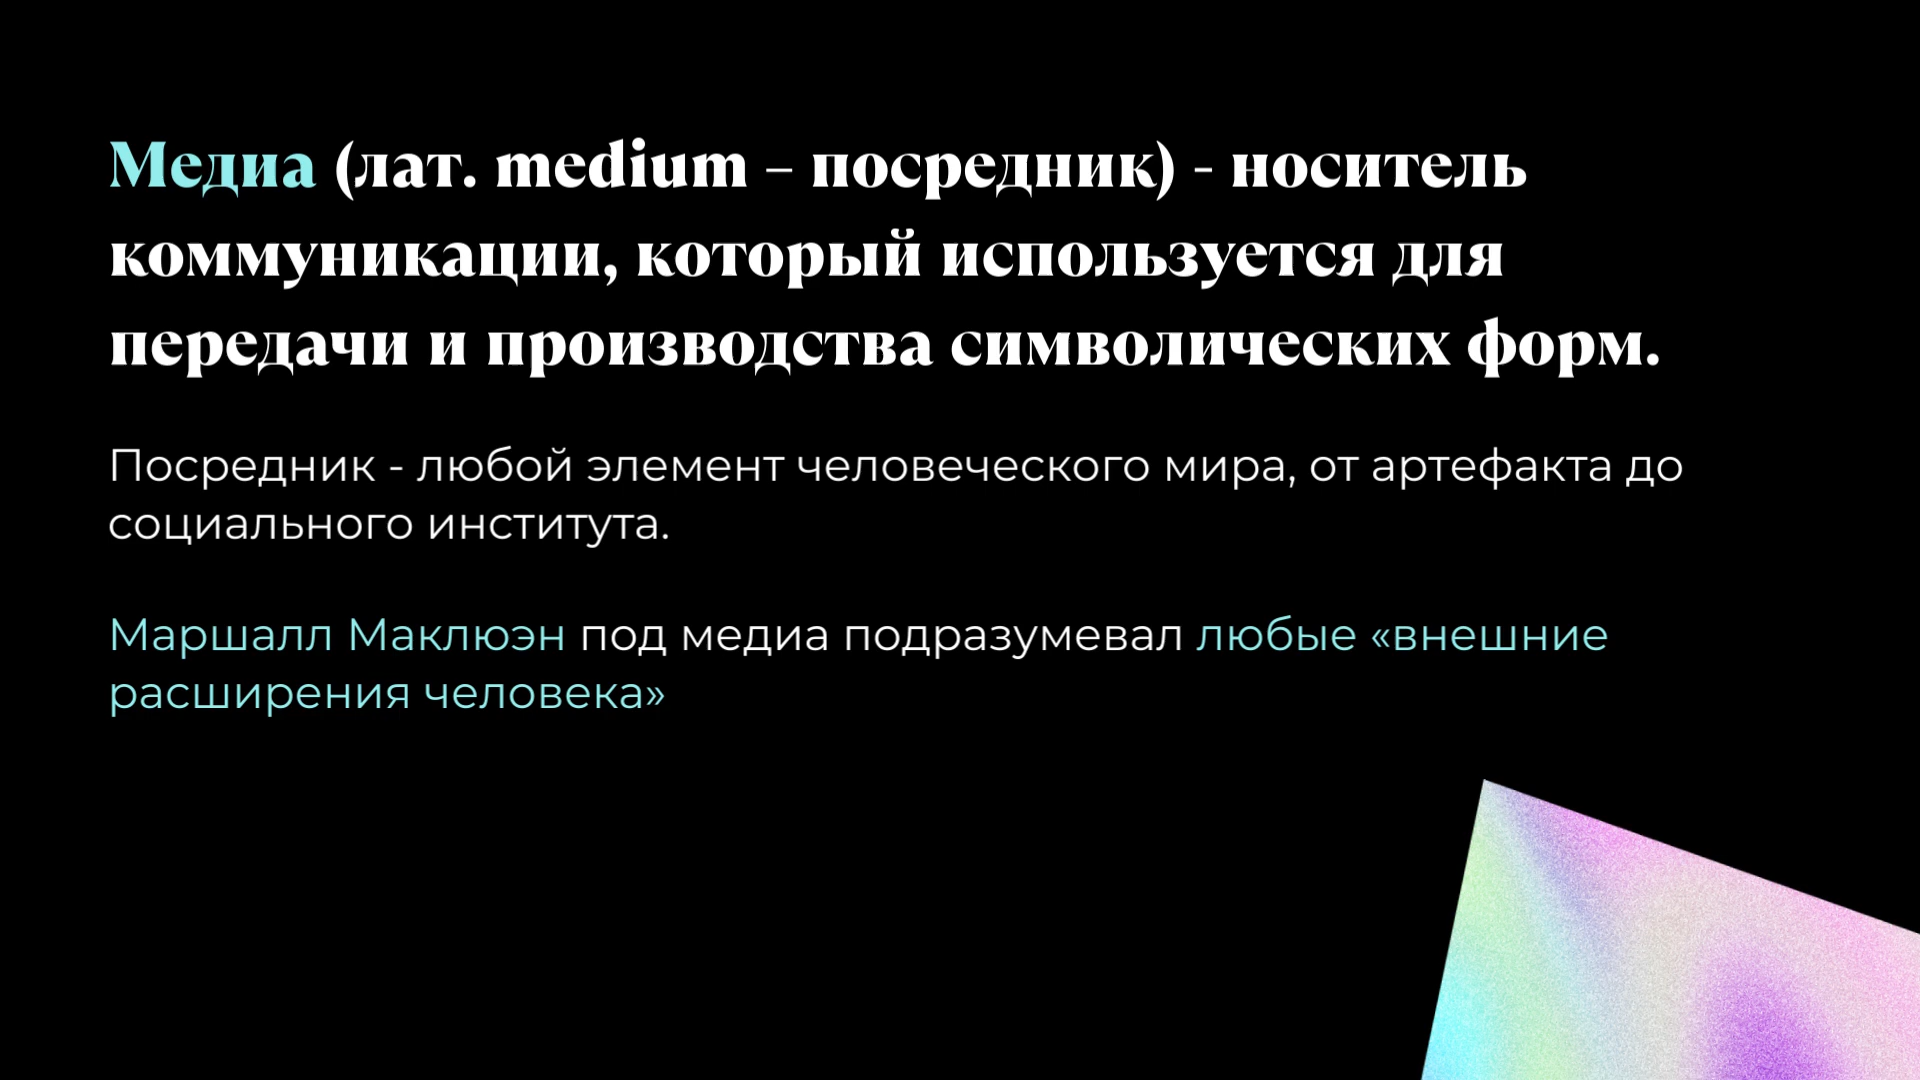 Медиа (лат. medium – посредник) - носитель
коммуникации, который используется для
передачи и производства символических форм.
Посредник - любой элемент человеческого мира, от артефакта до
социального института.
Маршалл Маклюэн под медиа подразумевал любые «внешние
расширения человека»